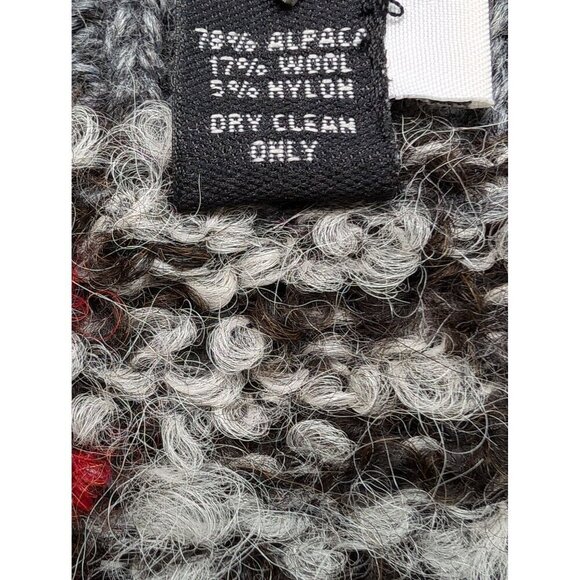 78% ALPACA
17% WOOL
5% NYLON
DRY CLEAN
ONLY